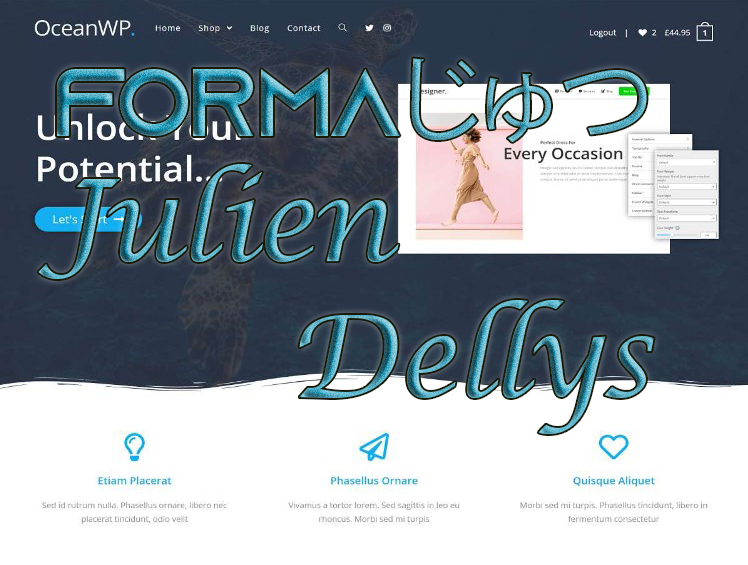 OceanWP.
Home Shop Blog Contact
Logout | 2 £44.95 1
FORMAじゅつ
Unlock Your
Potential..
Let's Start
Julien
Dellys
Perfect Dress For
Every Occasion
Etiam Placerat
Sed id rutrum nulla. Phasellus ornare, libero nec
placerat tincidunt, odio velit
Phasellus Ornare
Vivamus a tortor lorem. Sed sagittis in leo eu
rhoncus. Morbi sed mi turpis
Quisque Aliquet
Morbi sed mi turpis. Phasellus tincidunt, libero in
fermentum consectetur